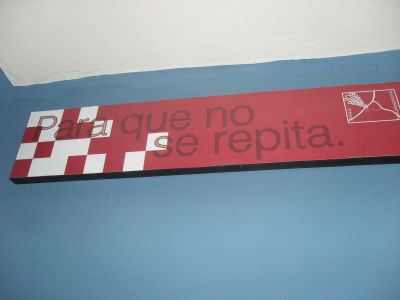 Para que no
se repita.